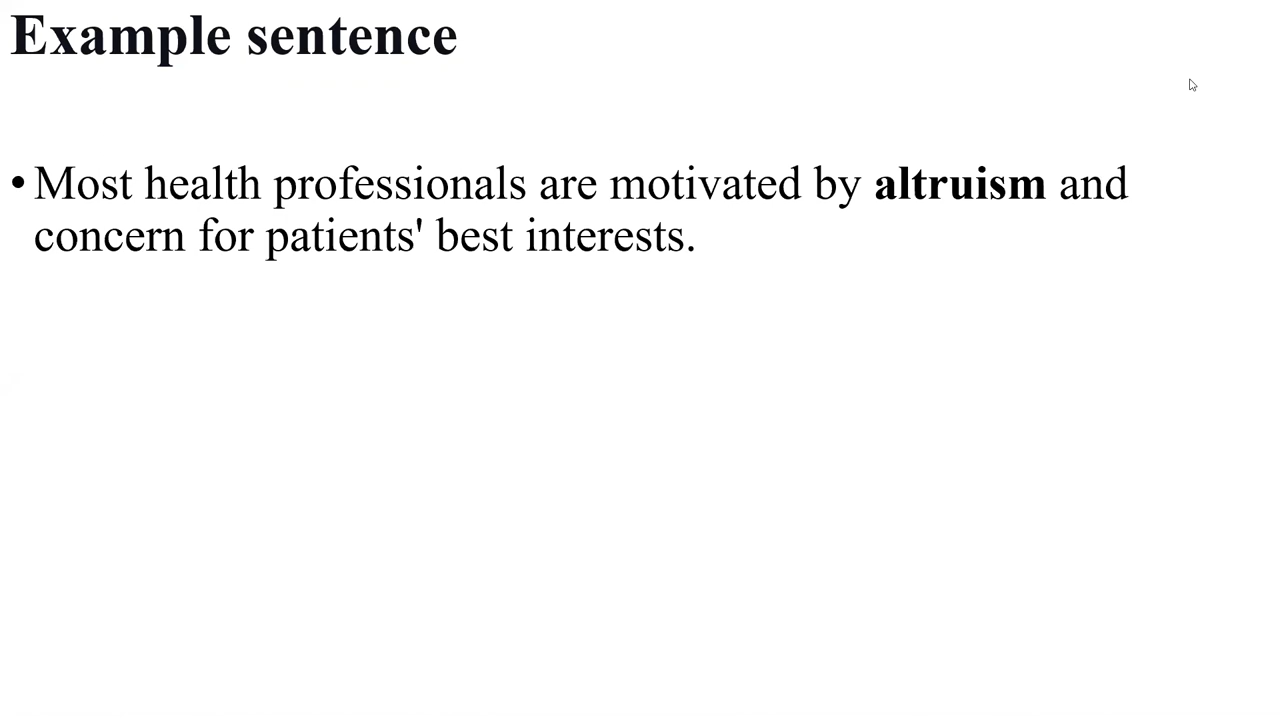 Example sentence
• Most health professionals are motivated by altruism and
concern for patients' best interests.